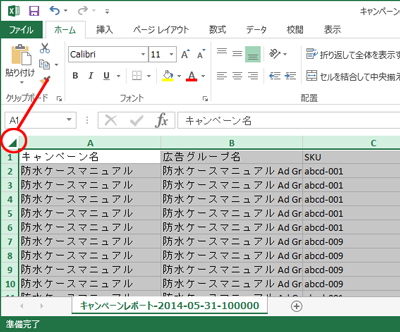 キャンペーン
ファイル ホーム 挿入 ページ レイアウト 数式 データ 校閲 表示
Calibri 11 A A 折り返して全体を表示す
貼り付け B I U A セルを結合して中央揃え
クリップボード フォント 配置
A1 fx キャンペーン名
A B C
1 キャンペーン名 広告グループ名 SKU
2 防水ケースマニュアル 防水ケースマニュアル Ad Gr abcd-001
3 防水ケースマニュアル 防水ケースマニュアル Ad Gr abcd-001
4 防水ケースマニュアル 防水ケースマニュアル Ad Gr abcd-001
5 防水ケースマニュアル 防水ケースマニュアル Ad Gr abcd-001
6 防水ケースマニュアル 防水ケースマニュアル Ad Gr abcd-001
7 防水ケースマニュアル 防水ケースマニュアル Ad Gr abcd-009
8 防水ケースマニュアル 防水ケースマニュアル Ad Gr abcd-009
9 防水ケースマニュアル 防水ケースマニュアル Ad Gr abcd-009
10 防水ケースマニュアル 防水ケースマニュアル Ad Gr abcd-009
キャンペーンレポート-2014-05-31-100000
準備完了